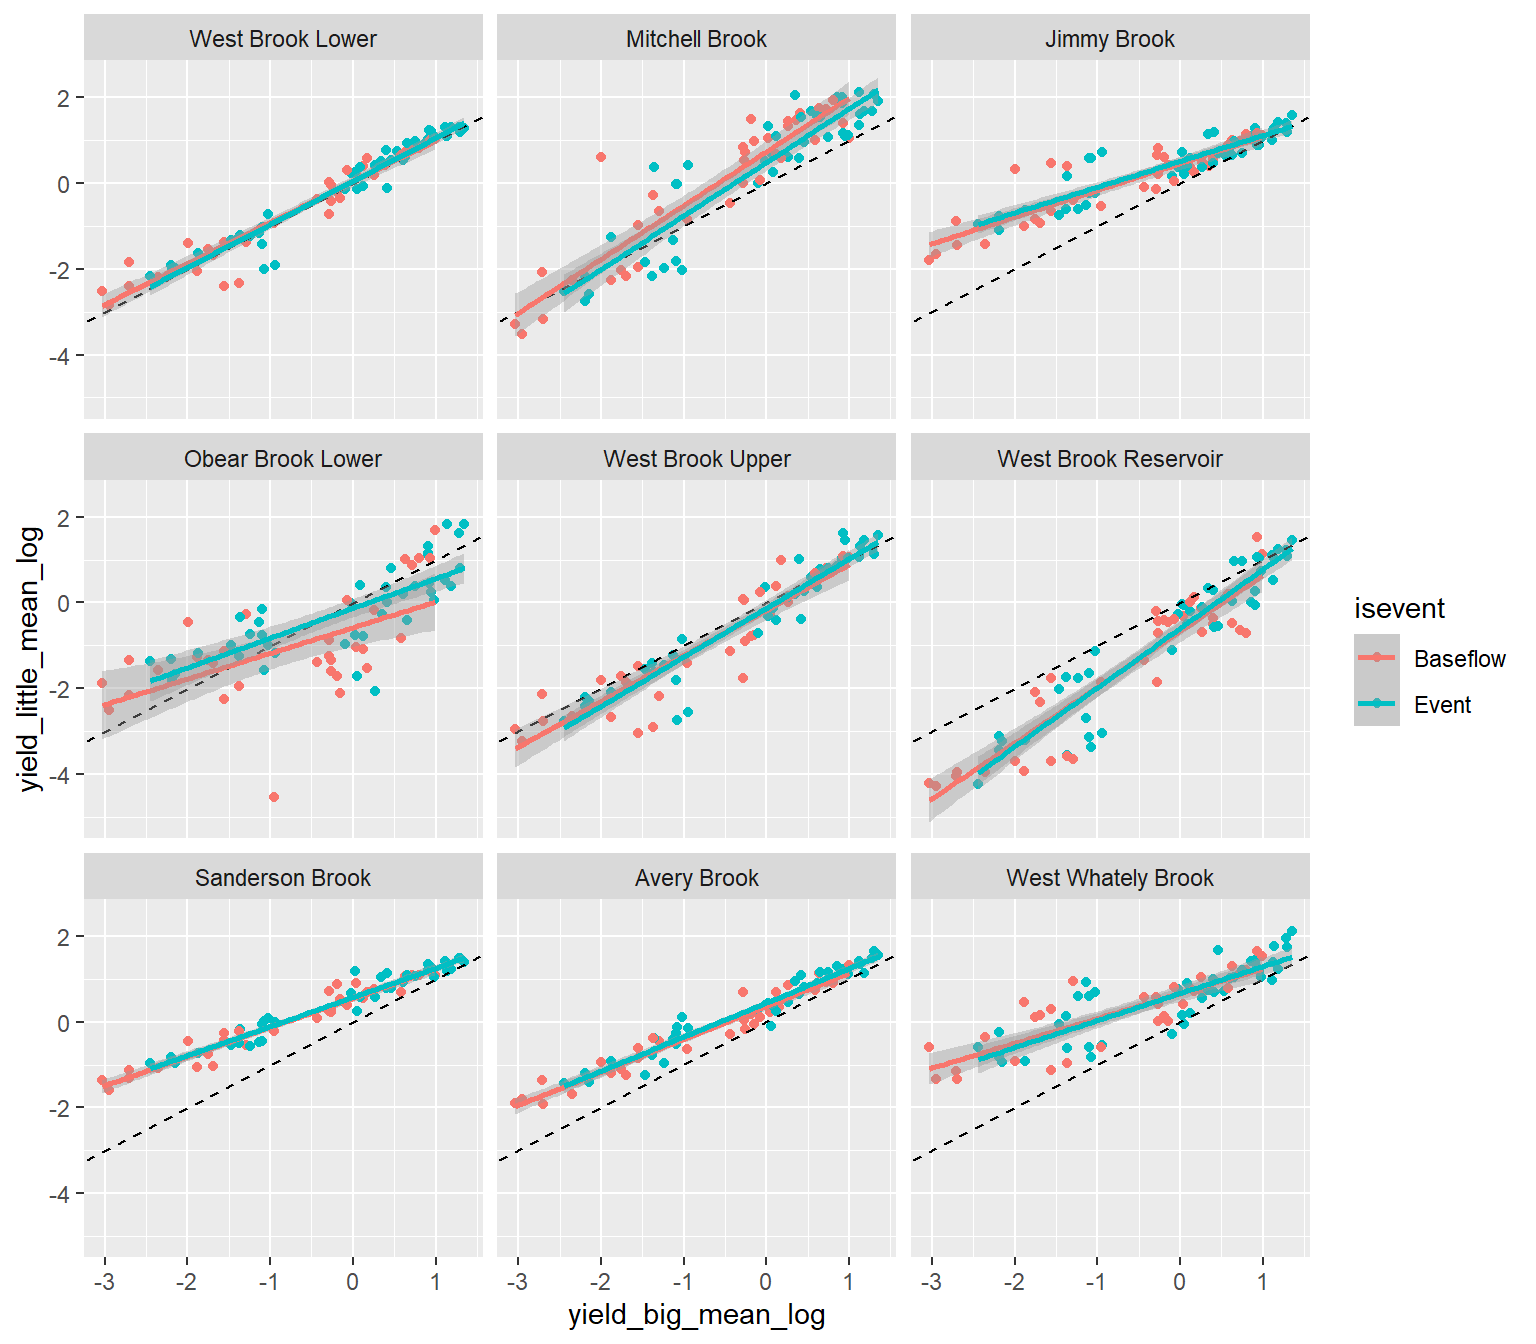 West Brook Lower
Mitchell Brook
Jimmy Brook
2
0
-2
-4
Obear Brook Lower
West Brook Upper
West Brook Reservoir
2
0
-2
-4
yield_little_mean_log
isevent
Baseflow
Event
Sanderson Brook
Avery Brook
West Whately Brook
2
0
-2
-4
-3 -2 -1 0 1 -3 -2 -1 0 1 -3 -2 -1 0 1
yield_big_mean_log